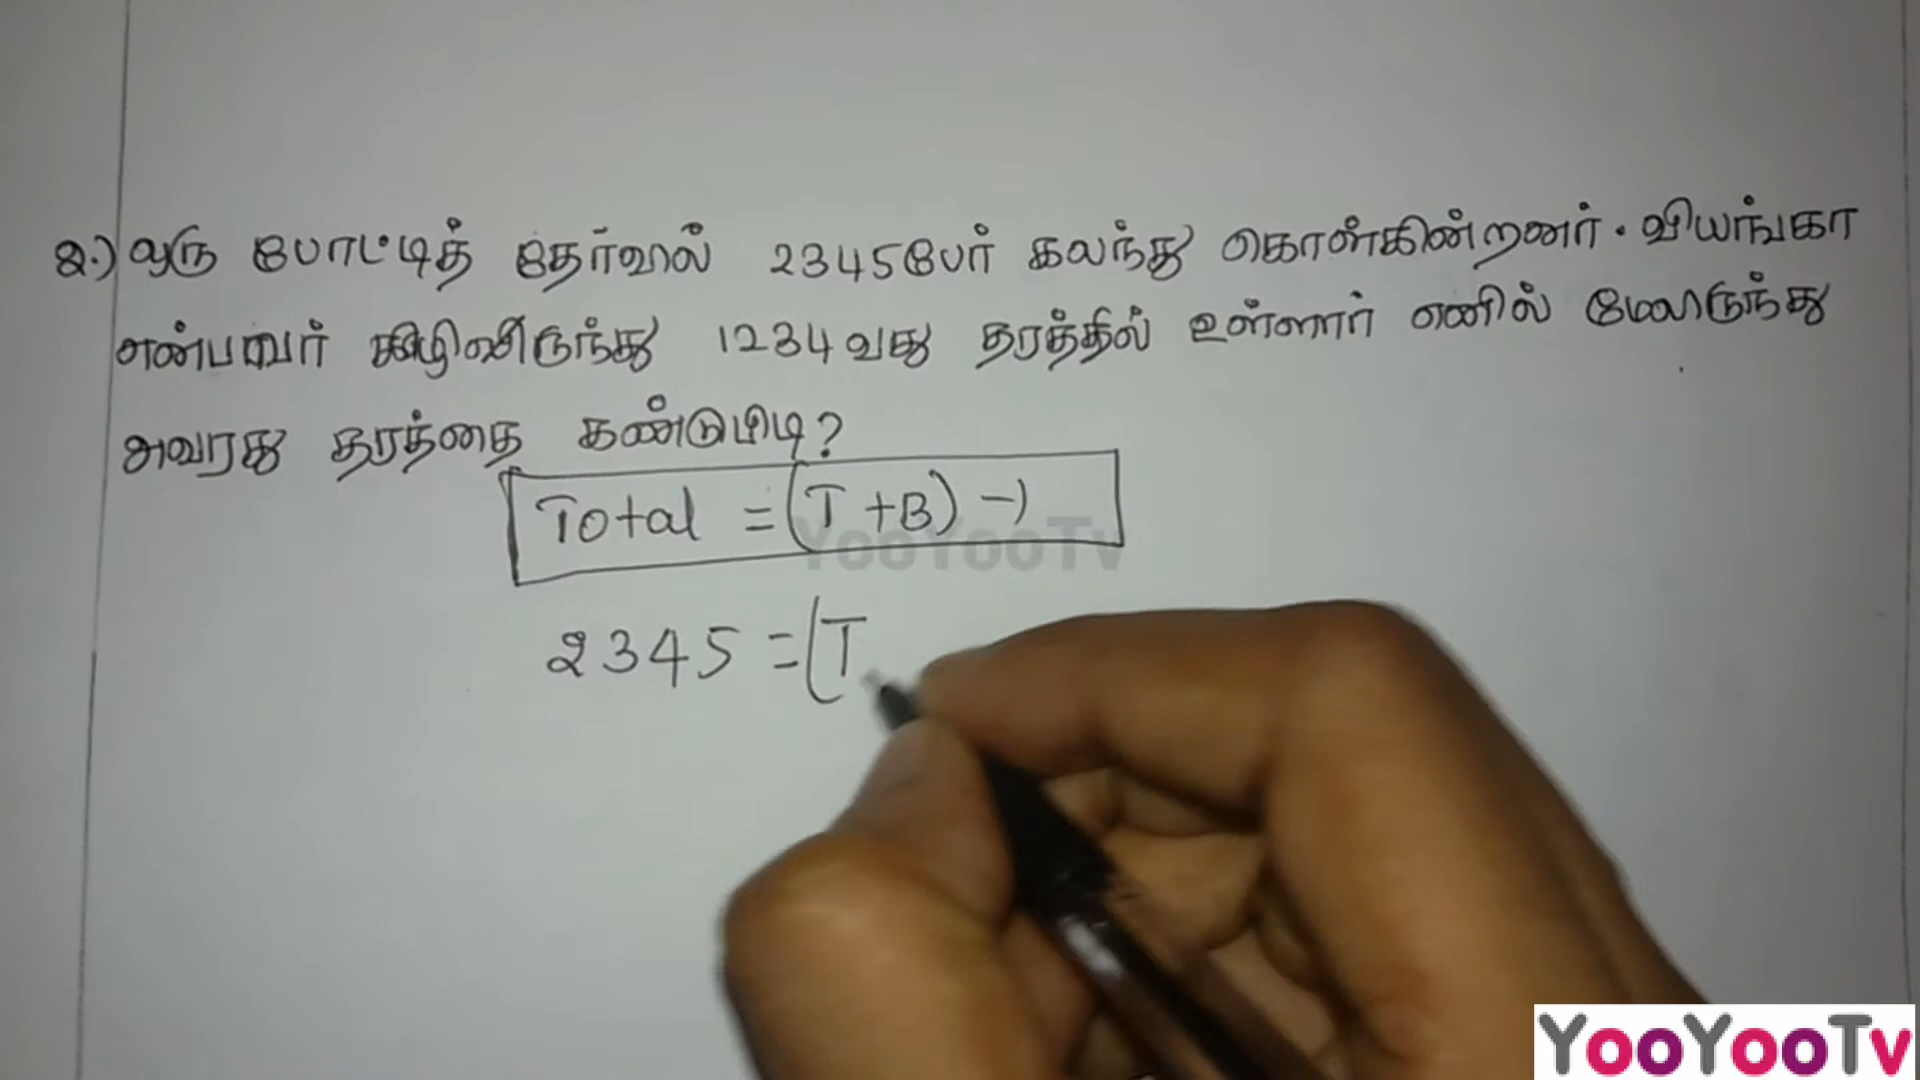 2.) ஒரு போட்டித் தேர்வில் 2345பேர் கலந்து கொள்கின்றனர். வியங்கா
என்பவர் கீழிலிருந்து 1234வது தரத்தில் உள்ளார் எனில் மேலிருந்து
அவரது தரத்தை கண்டுபிடி?
Total = (T+B) -1
YooYooTv
2345 = (T
YooYooTv